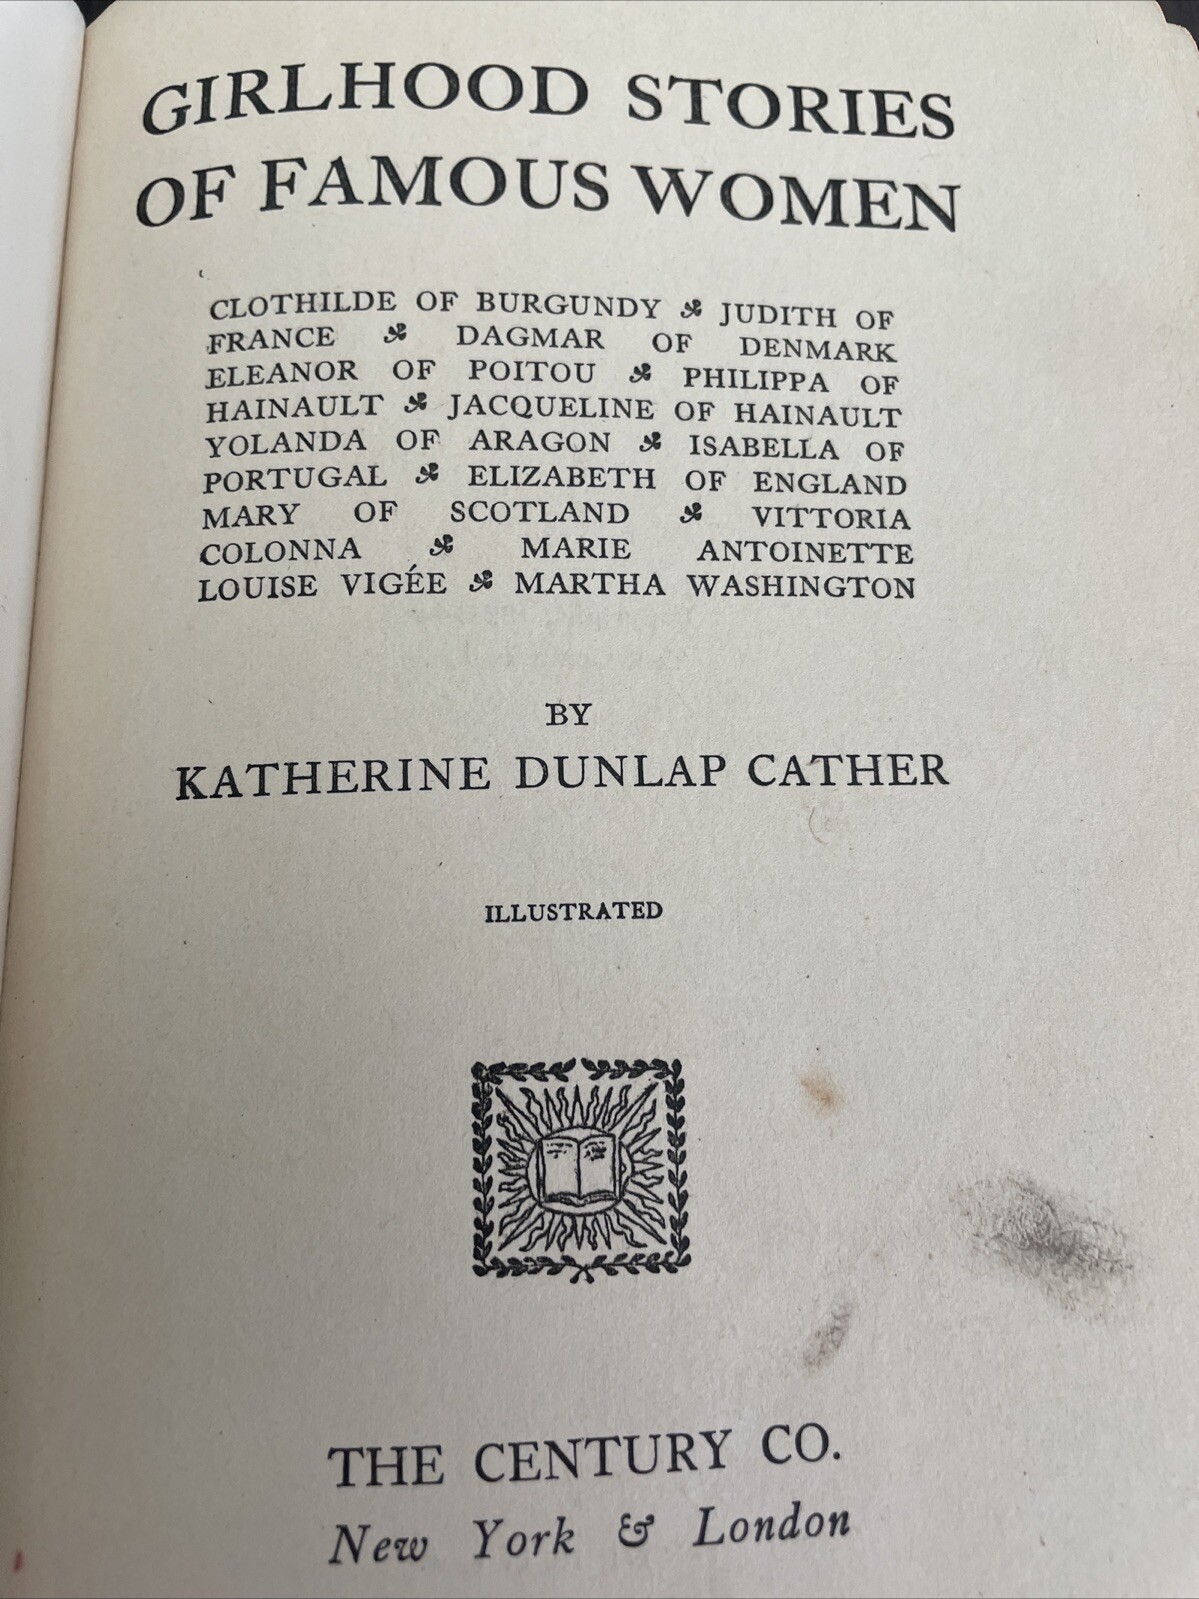 GIRLHOOD STORIES
OF FAMOUS WOMEN
CLOTHILDE OF BURGUNDY ❧ JUDITH OF
FRANCE ❧ DAGMAR OF DENMARK
ELEANOR OF POITOU ❧ PHILIPPA OF
HAINAULT ❧ JACQUELINE OF HAINAULT
YOLANDA OF ARAGON ❧ ISABELLA OF
PORTUGAL ❧ ELIZABETH OF ENGLAND
MARY OF SCOTLAND ❧ VITTORIA
COLONNA ❧ MARIE ANTOINETTE
LOUISE VIGÉE ❧ MARTHA WASHINGTON
BY
KATHERINE DUNLAP CATHER
ILLUSTRATED
THE CENTURY CO.
New York & London